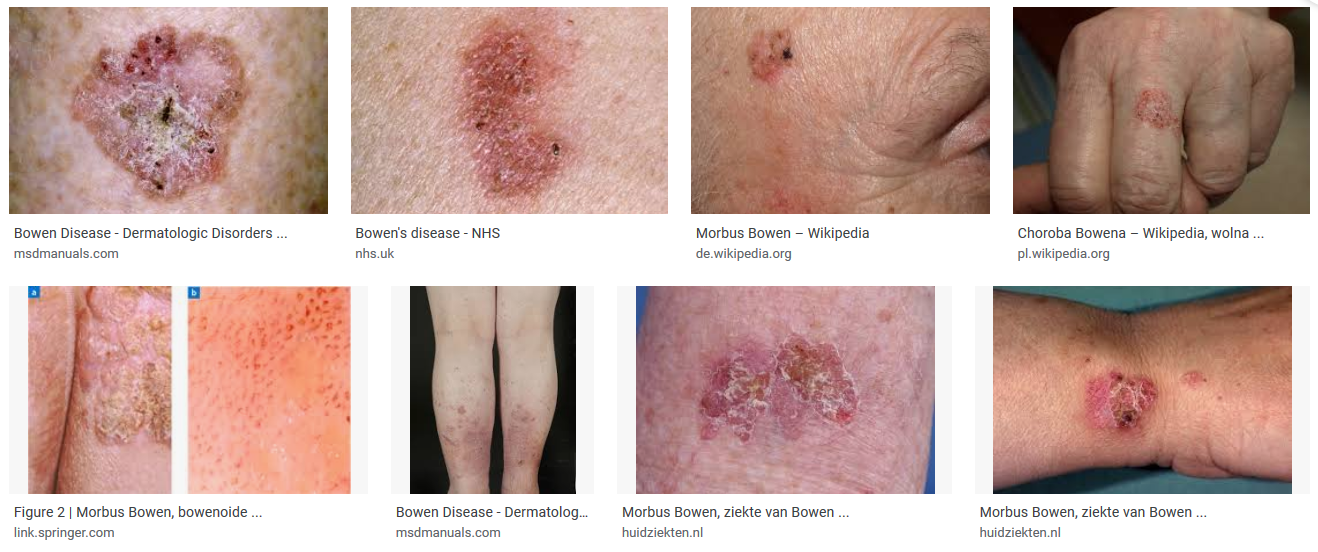 Bowen Disease - Dermatologic Disorders ...
msdmanuals.com
Bowen's disease - NHS
nhs.uk
Morbus Bowen – Wikipedia
de.wikipedia.org
Choroba Bowena – Wikipedia, wolna ...
pl.wikipedia.org
a
b
Figure 2 | Morbus Bowen, bowenoide ...
link.springer.com
Bowen Disease - Dermatolog...
msdmanuals.com
Morbus Bowen, ziekte van Bowen ...
huidziekten.nl
Morbus Bowen, ziekte van Bowen ...
huidziekten.nl